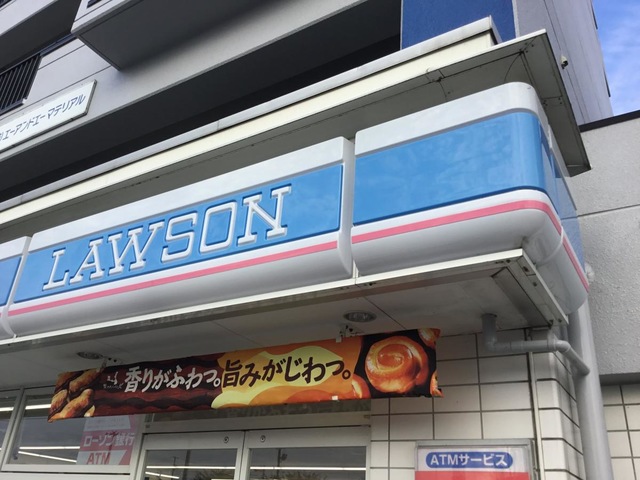 エーアンドエーマテリアル
LAWSON
香りがふわっ。旨みがじわっ。
ローソン銀行
ATM
ATMサービス